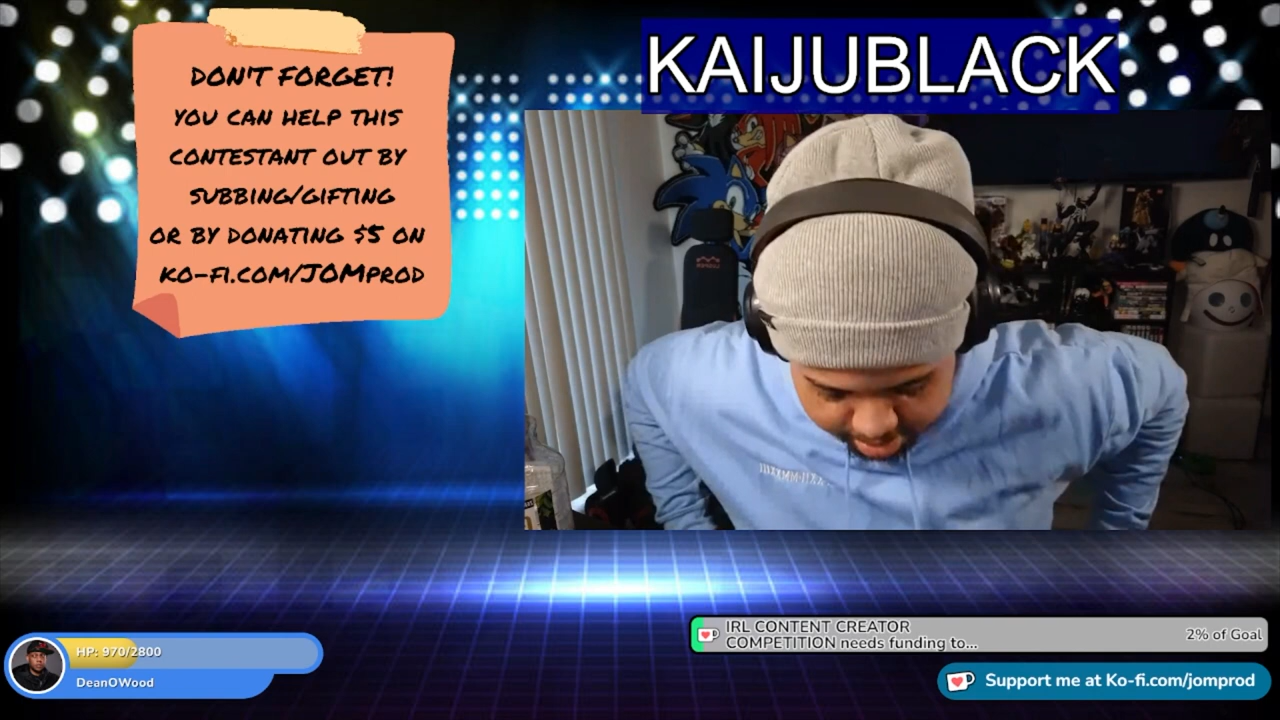 DON'T FORGET!
YOU CAN HELP THIS
CONTESTANT OUT BY
SUBBING/GIFTING
OR BY DONATING $5 ON
KO-FI.COM/JOMPROD
KAIJUBLACK
HP: 970/2800
DeanOWood
IRL CONTENT CREATOR
COMPETITION needs funding to...
2% of Goal
Support me at Ko-fi.com/jomprod